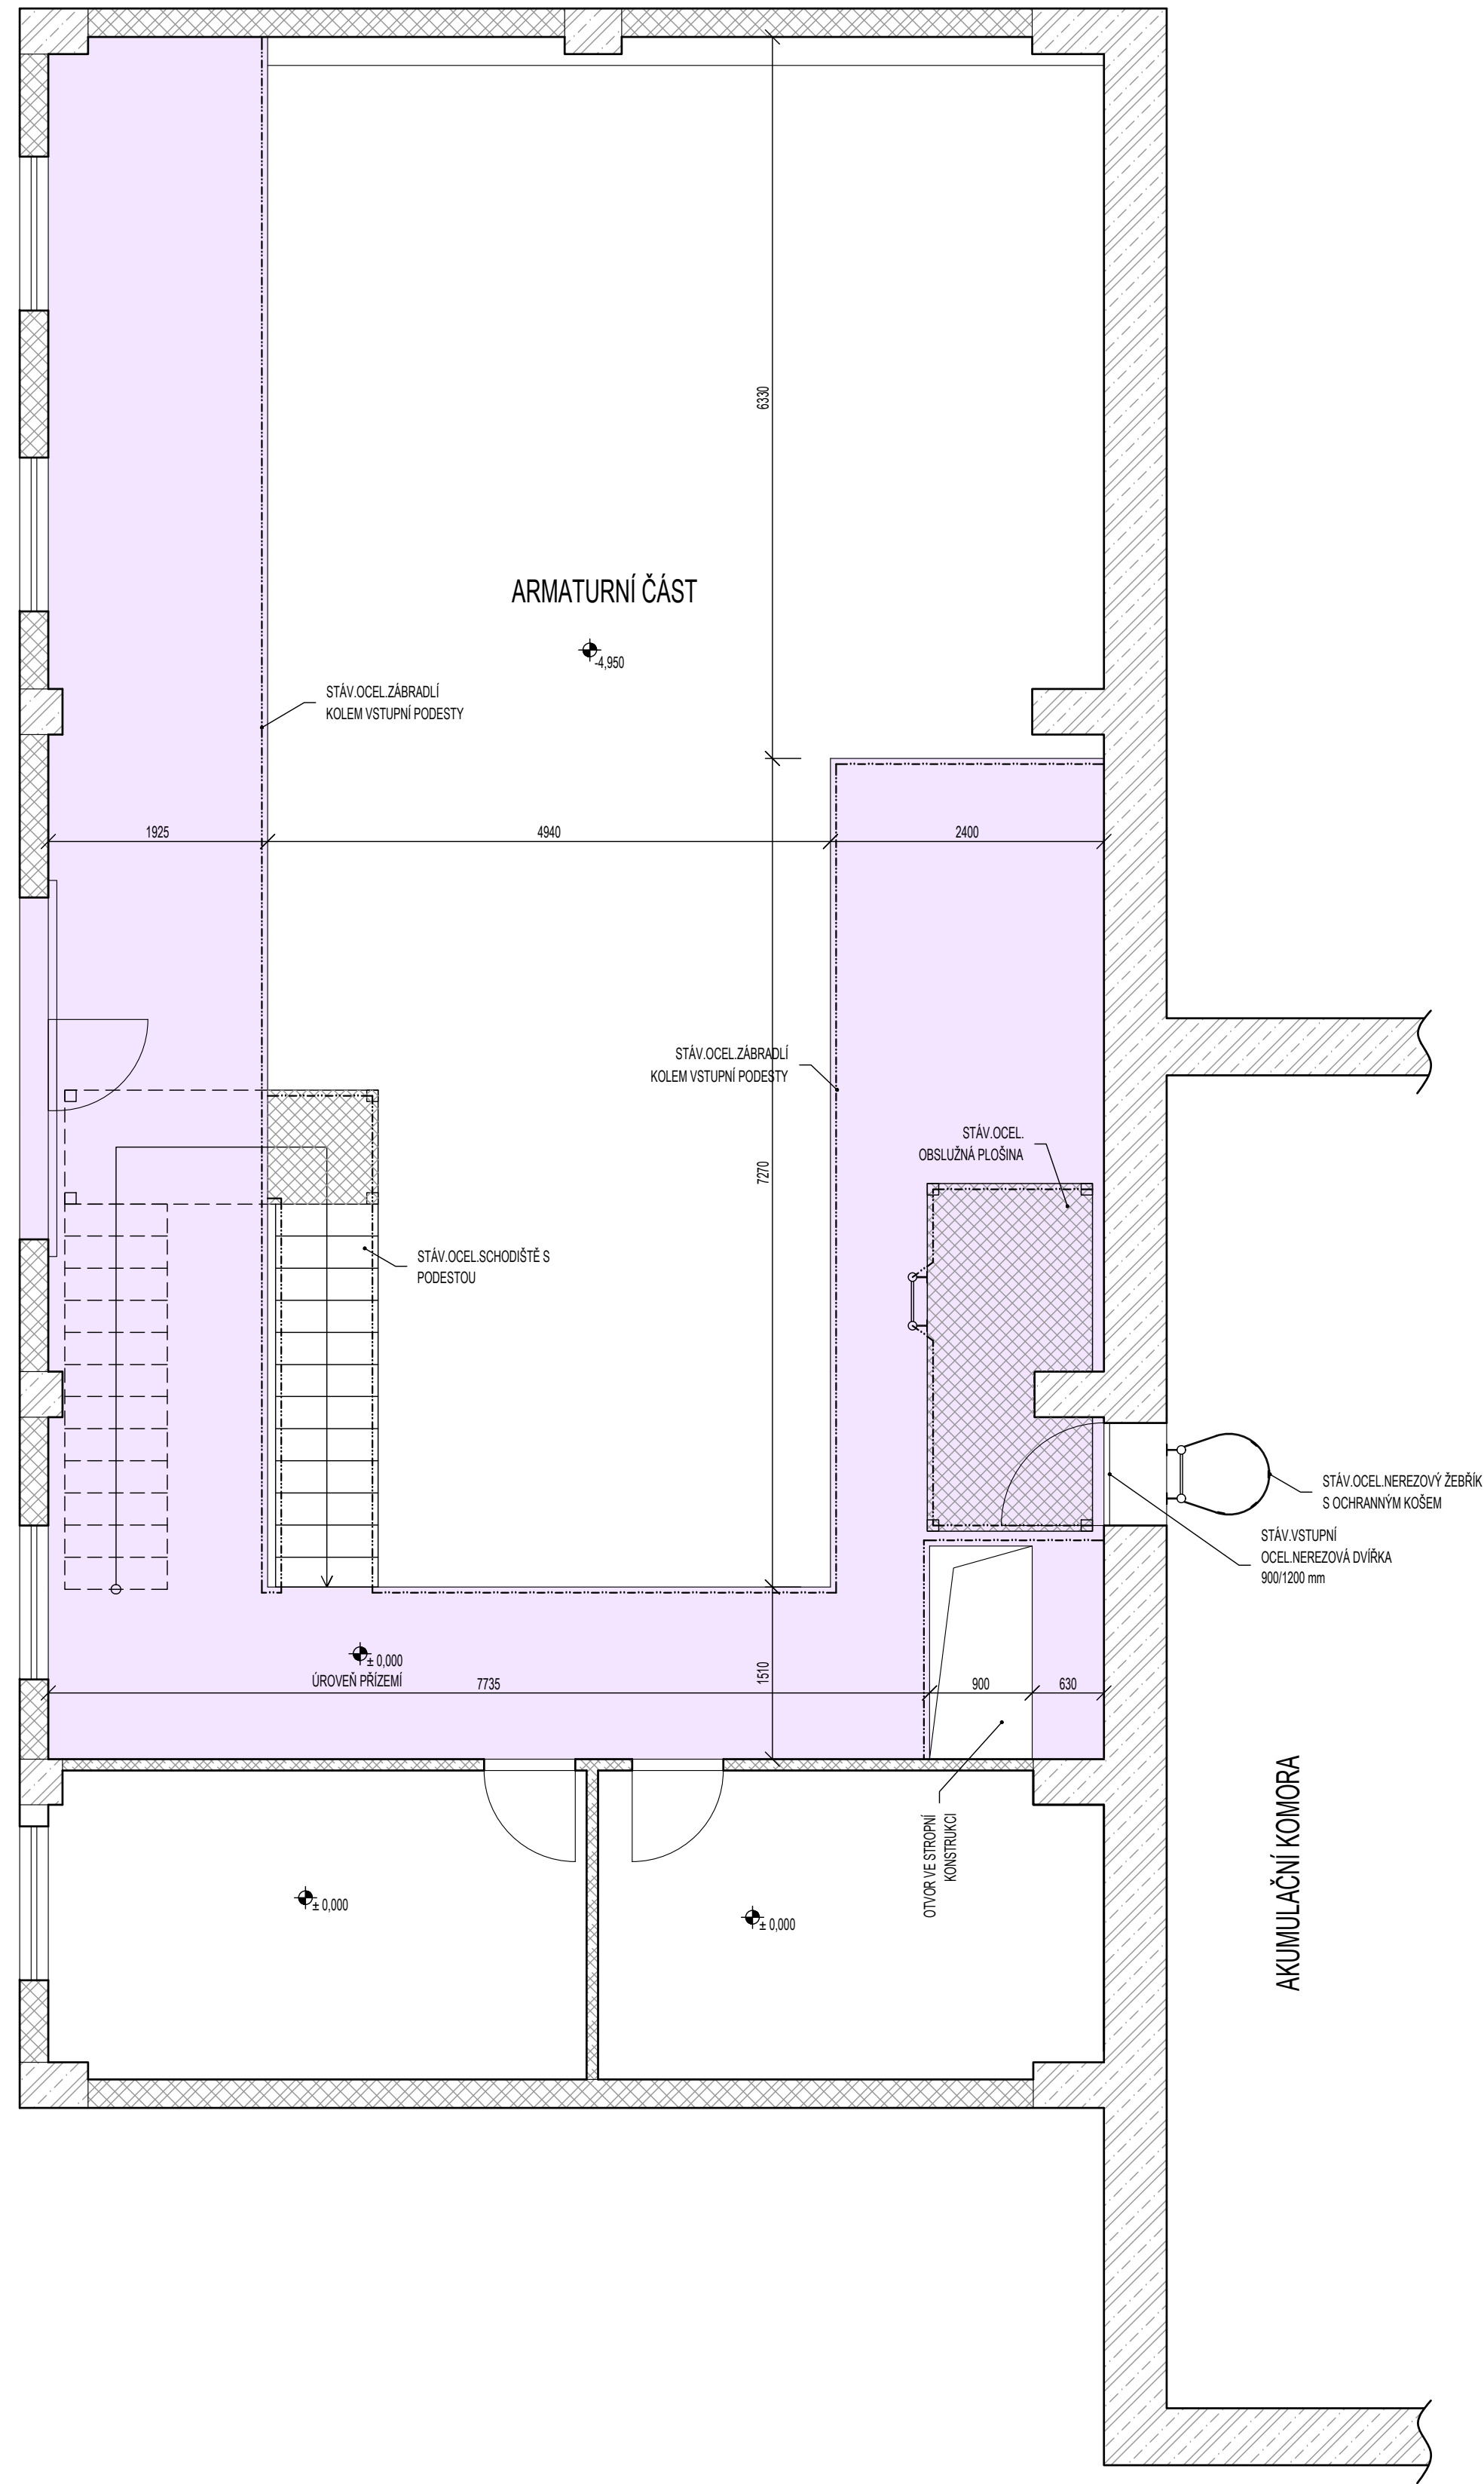 6330
ARMATURNÍ ČÁST
-4,950
STÁV.OCEL.ZÁBRADLÍ
KOLEM VSTUPNÍ PODESTY
1925
4940
2400
STÁV.OCEL.ZÁBRADLÍ
KOLEM VSTUPNÍ PODESTY
STÁV.OCEL.
OBSLUŽNÁ PLOŠINA
7270
STÁV.OCEL.SCHODIŠTĚ S
PODESTOU
STÁV.OCEL.NEREZOVÝ ŽEBŘÍK
S OCHRANNÝM KOŠEM
STÁV.VSTUPNÍ
OCEL.NEREZOVÁ DVÍŘKA
900/1200 mm
± 0,000
ÚROVEŇ PŘÍZEMÍ
7735
1510
900
630
OTVOR VE STROPNÍ
KONSTRUKCI
AKUMULAČNÍ KOMORA
± 0,000
± 0,000